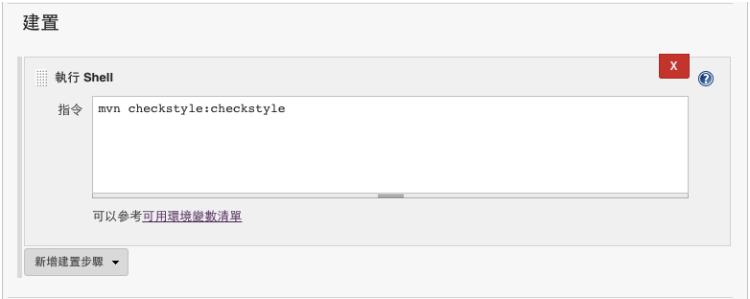 建置
X
執行 Shell
指令
mvn checkstyle:checkstyle
可以參考可用環境變數清單
新增建置步驟